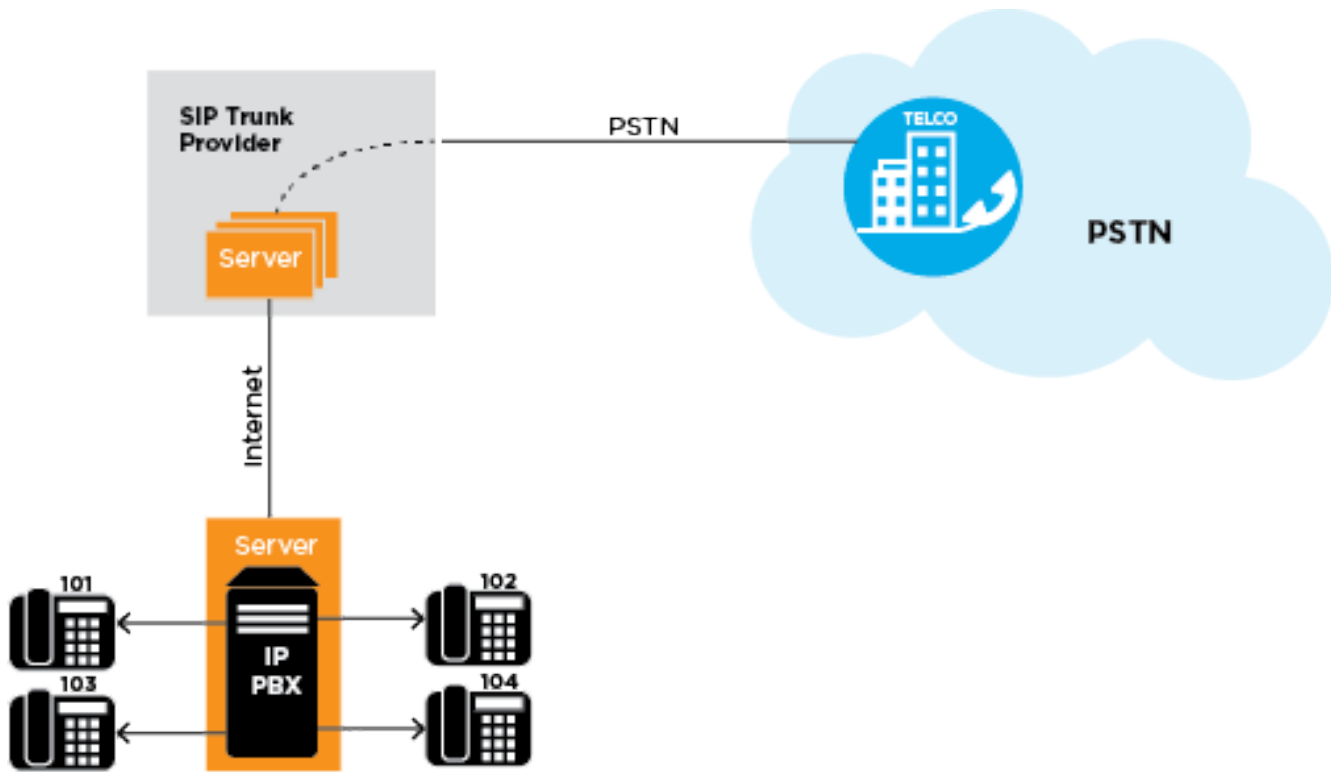 SIP Trunk
Provider
Server
PSTN
TELCO
PSTN
Internet
Server
IP
PBX
101
102
103
104